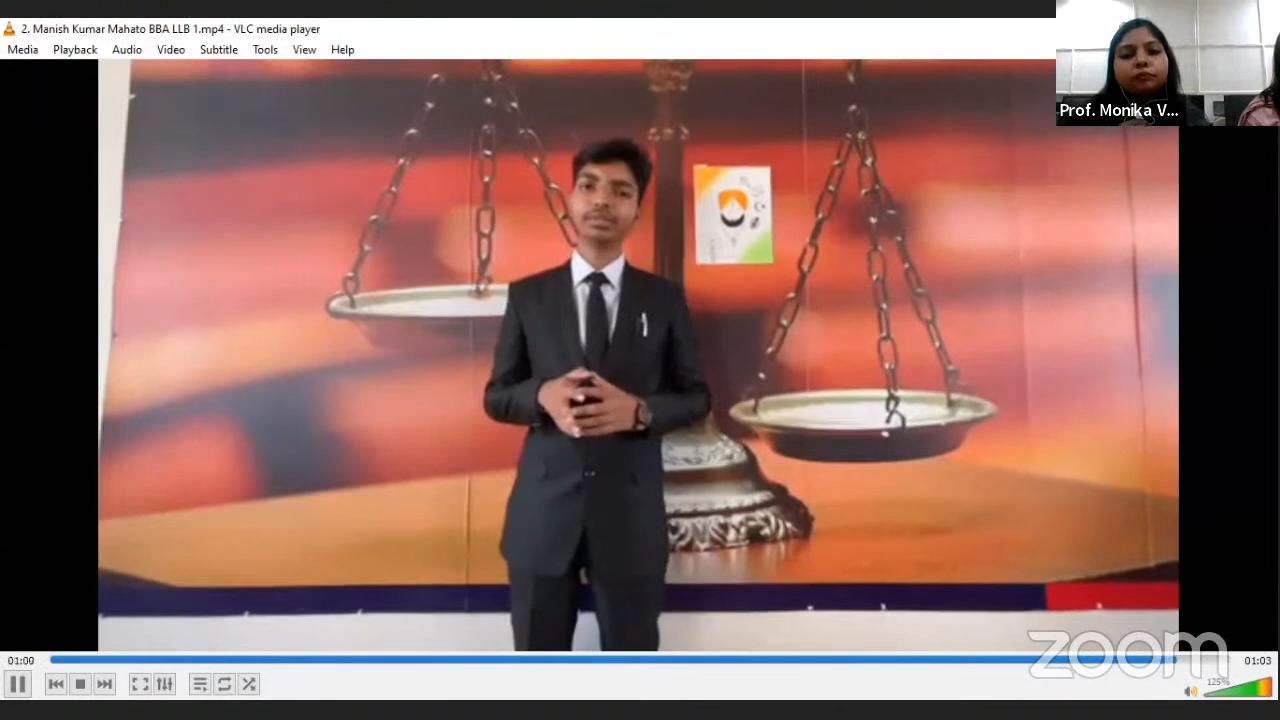 2. Manish Kumar Mahato BBA LLB 1.mp4 - VLC media player
Media Playback Audio Video Subtitle Tools View Help
Prof. Monika V...
01:00
01:03
zoom
125%